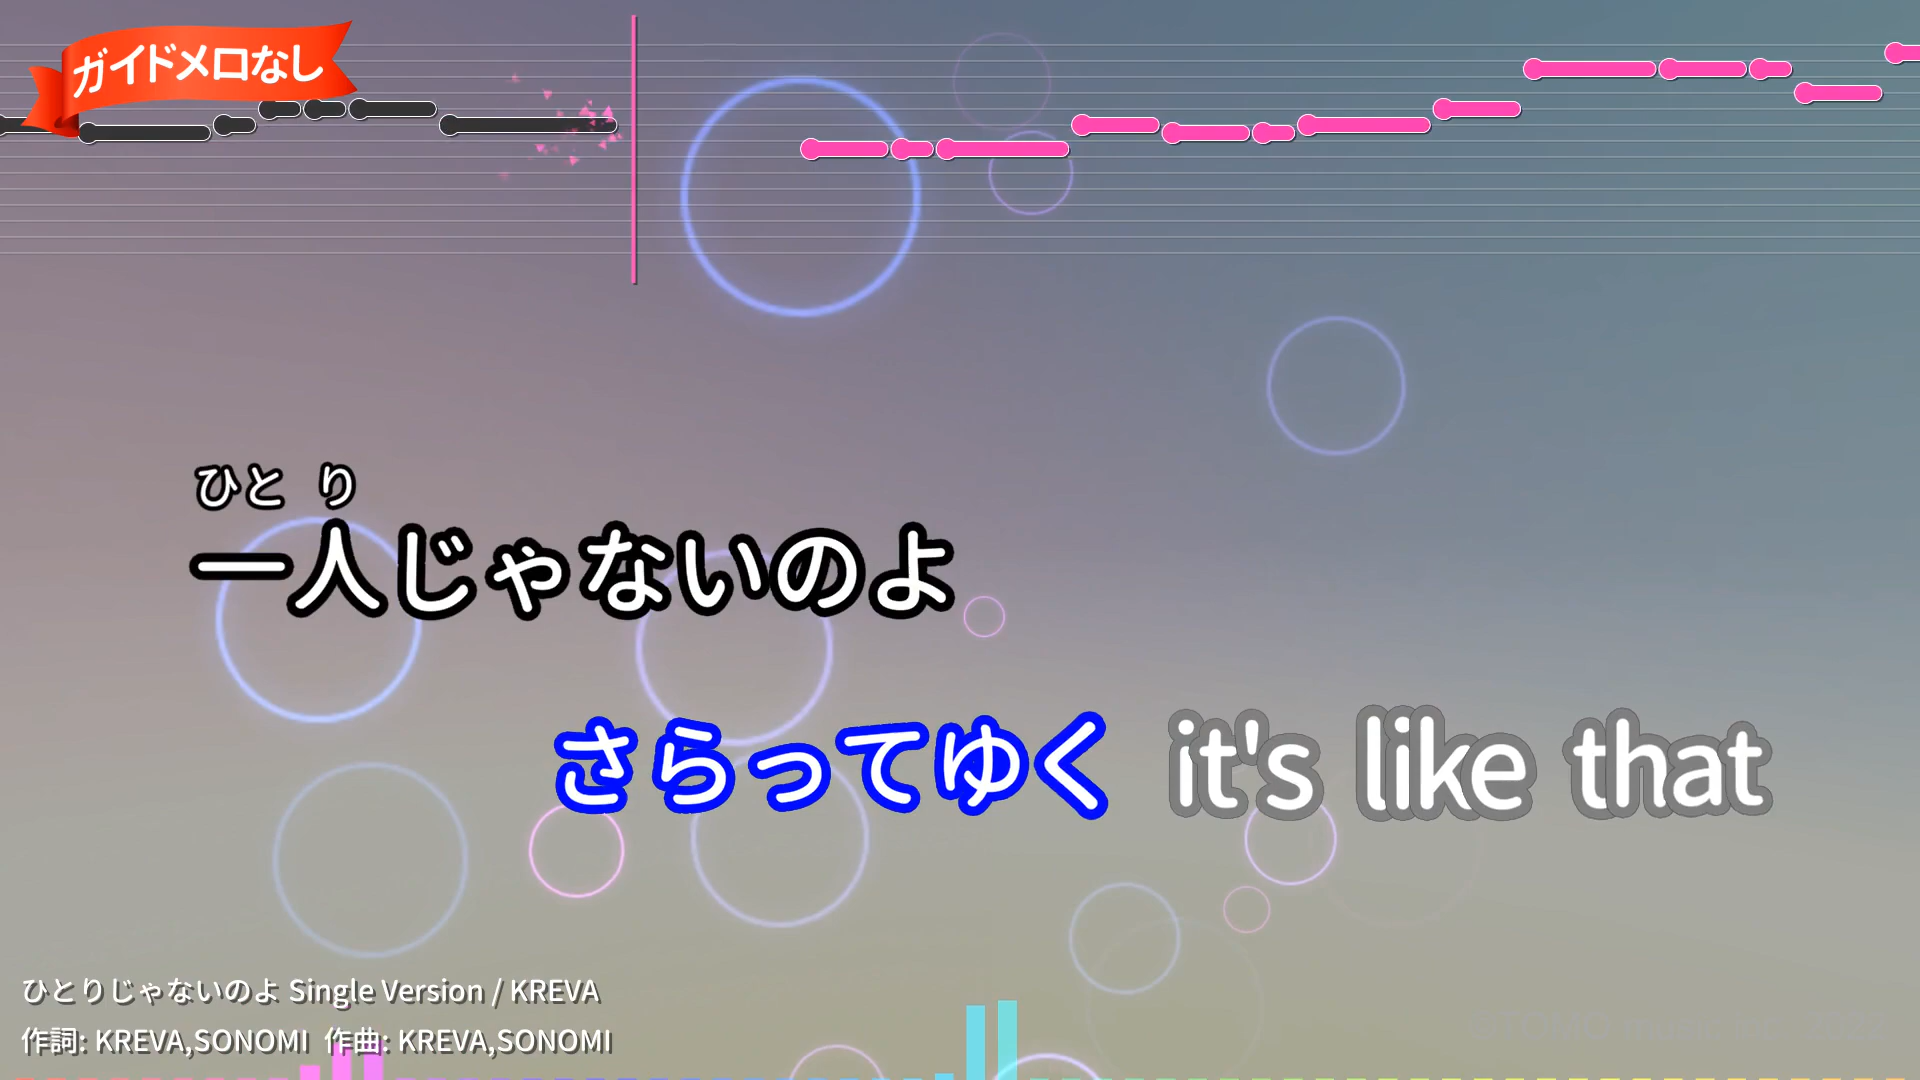 ガイドメロなし
ひとり
一人じゃないのよ
さらってゆく it's like that
ひとりじゃないのよ Single Version / KREVA
作詞: KREVA,SONOMI 作曲: KREVA,SONOMI